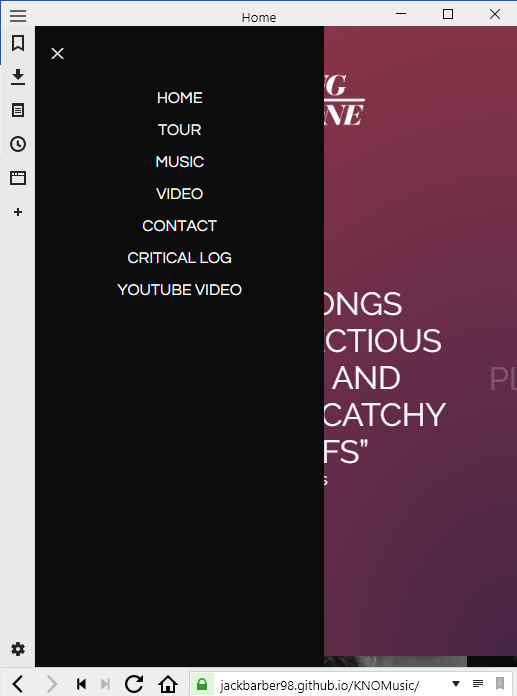 Home
HOME
TOUR
MUSIC
VIDEO
CONTACT
CRITICAL LOG
YOUTUBE VIDEO
NG
NE
ONGS
CTIOUS
AND
CATCHY
FS”
s
PL
jackbarber98.github.io/KNOMusic/